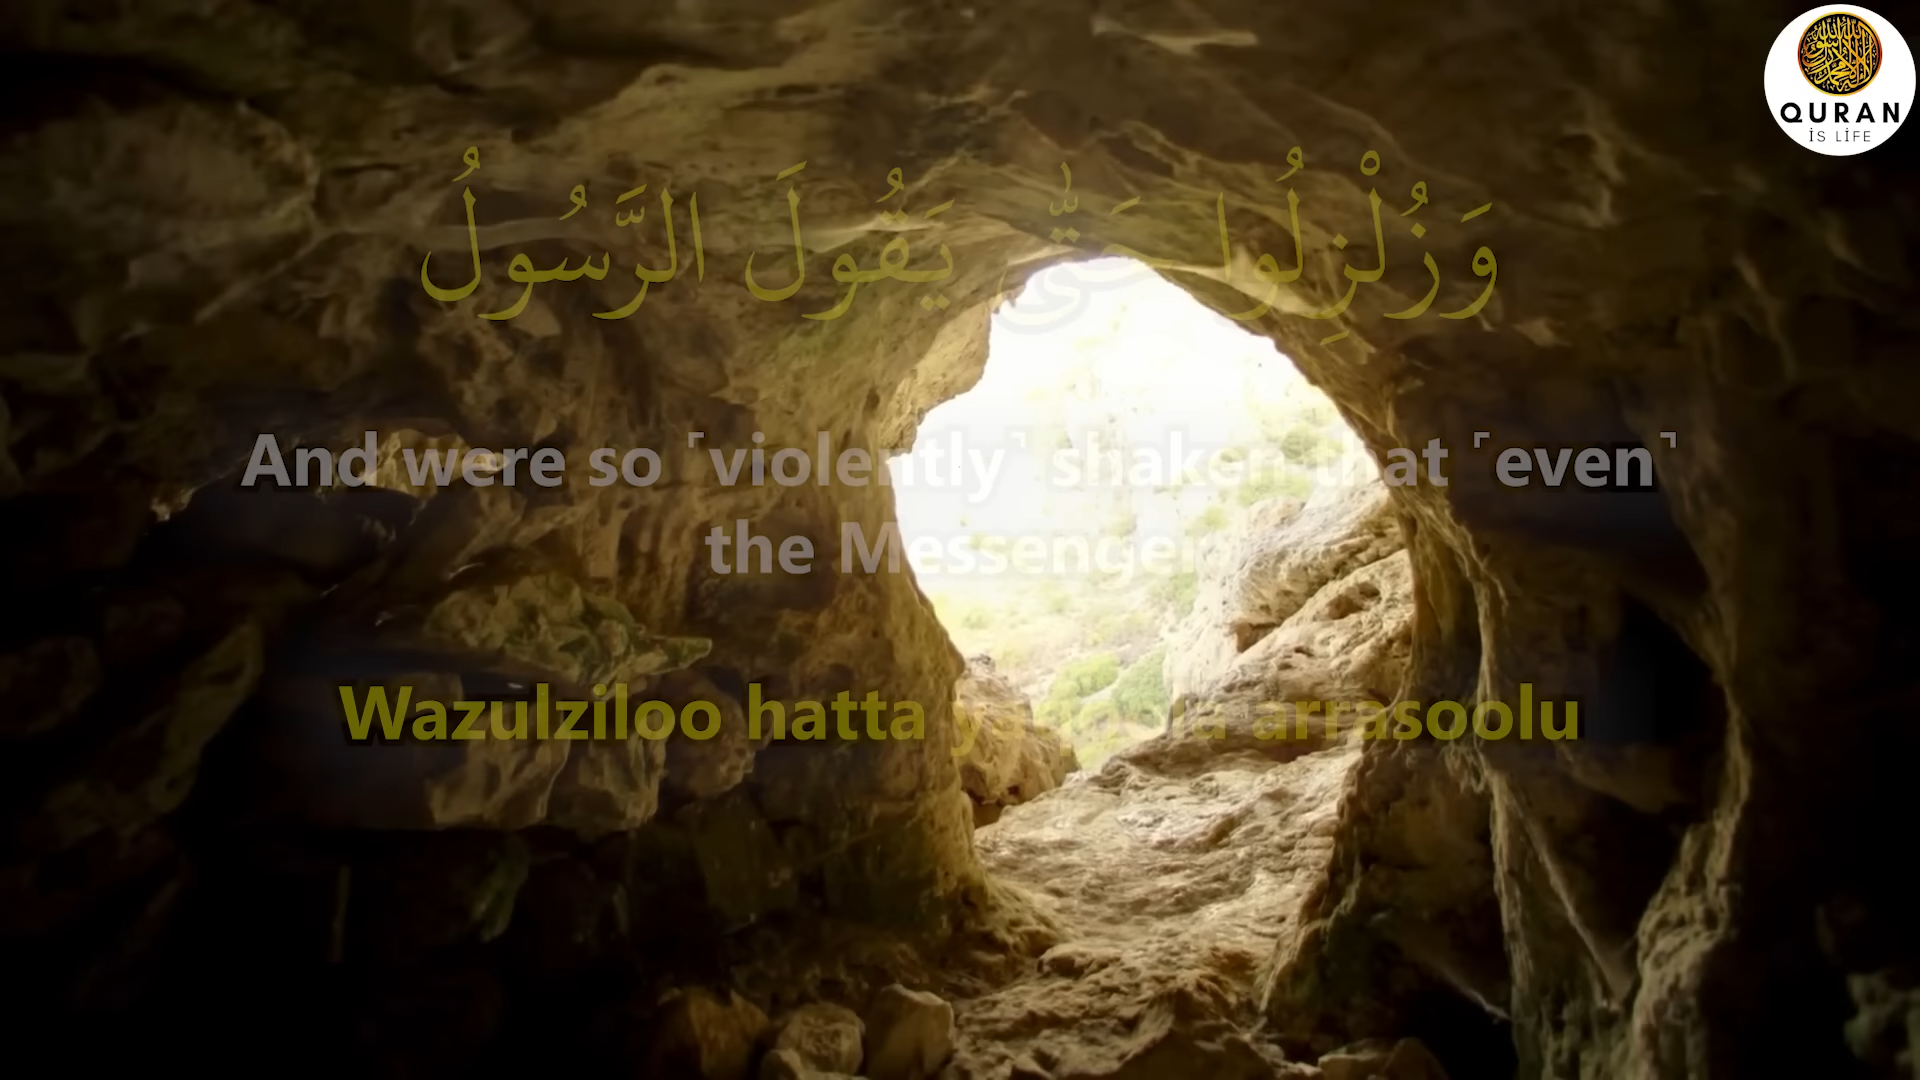 وَزُلْزِلُوا حَتَّىٰ يَقُولَ الرَّسُولُ
And were so ˹violently˺ shaken that ˹even˺
the Messenger
Wazulziloo hatta yaqoola arrasoolu
QURAN
İS LİFE